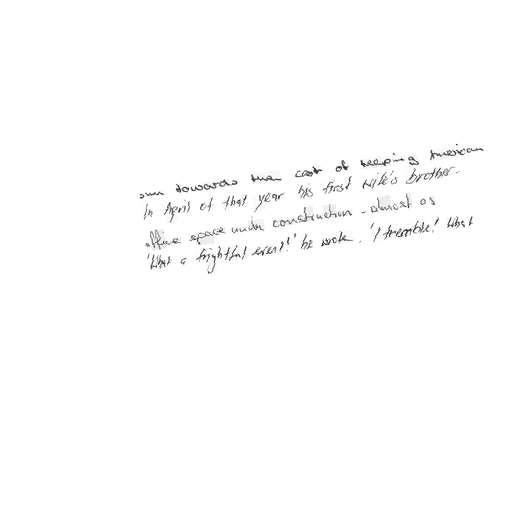 sum towards their cost of keeping American
In April of that year his first wife's brother-
office space under construction - almost as
'What a frightful event!' he wrote. 'I tremble! What